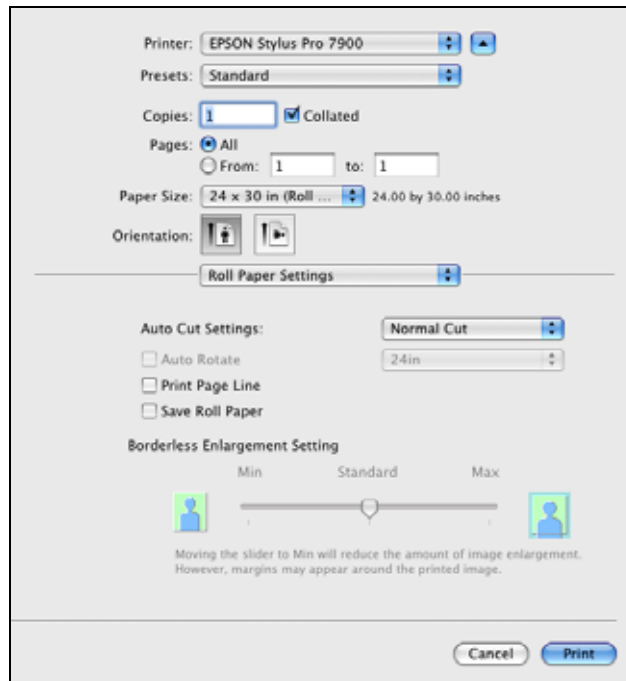 Printer: EPSON Stylus Pro 7900
Presets: Standard
Copies: 1 Collated
Pages: All
From: 1 to: 1
Paper Size: 24 x 30 in (Roll ... 24.00 by 30.00 inches
Orientation:
Roll Paper Settings
Auto Cut Settings: Normal Cut
Auto Rotate 24in
Print Page Line
Save Roll Paper
Borderless Enlargement Setting
Min Standard Max
Moving the slider to Min will reduce the amount of image enlargement.
However, margins may appear around the printed image.
Cancel Print